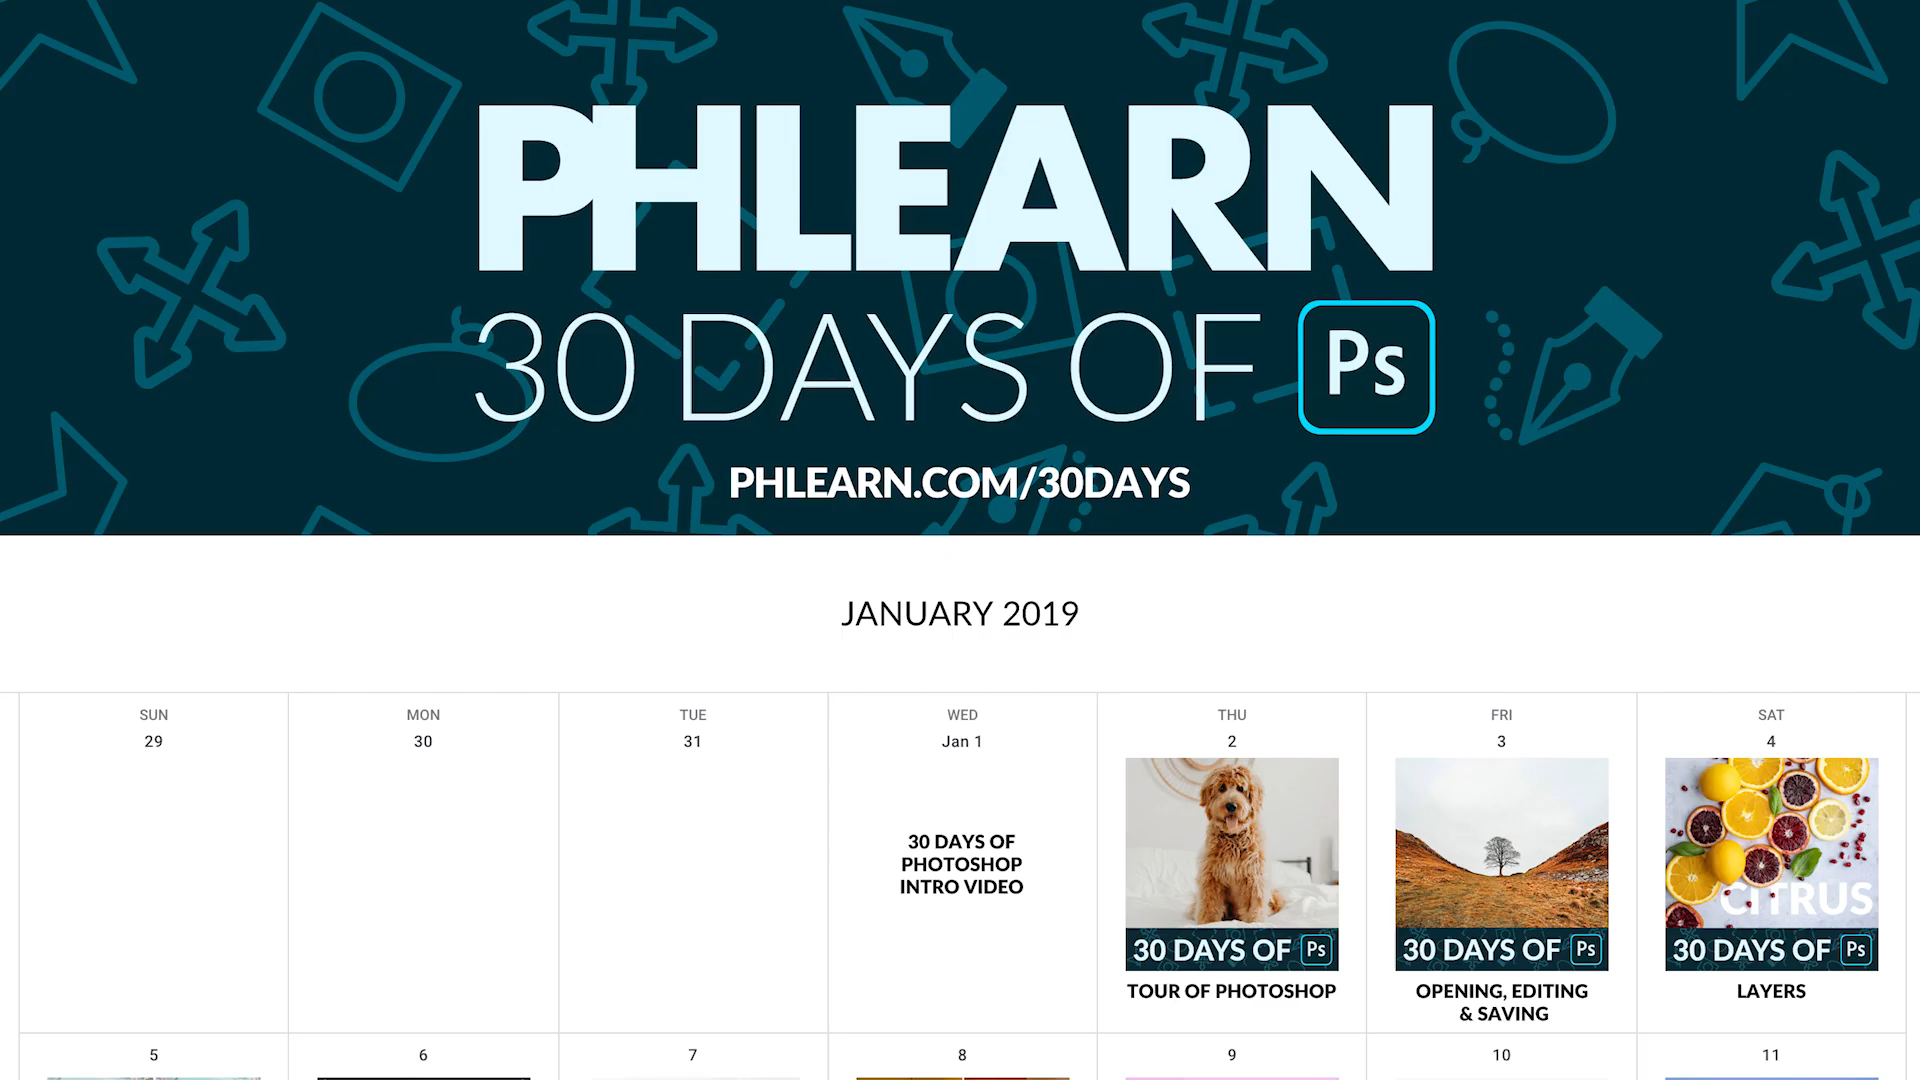 PHLEARN
30 DAYS OF Ps
PHLEARN.COM/30DAYS
JANUARY 2019
SUN MON TUE WED THU FRI SAT
29 30 31 Jan 1 2 3 4
30 DAYS OF
PHOTOSHOP
INTRO VIDEO
30 DAYS OF Ps
TOUR OF PHOTOSHOP
30 DAYS OF Ps
OPENING, EDITING
& SAVING
CITRUS
30 DAYS OF Ps
LAYERS
5 6 7 8 9 10 11